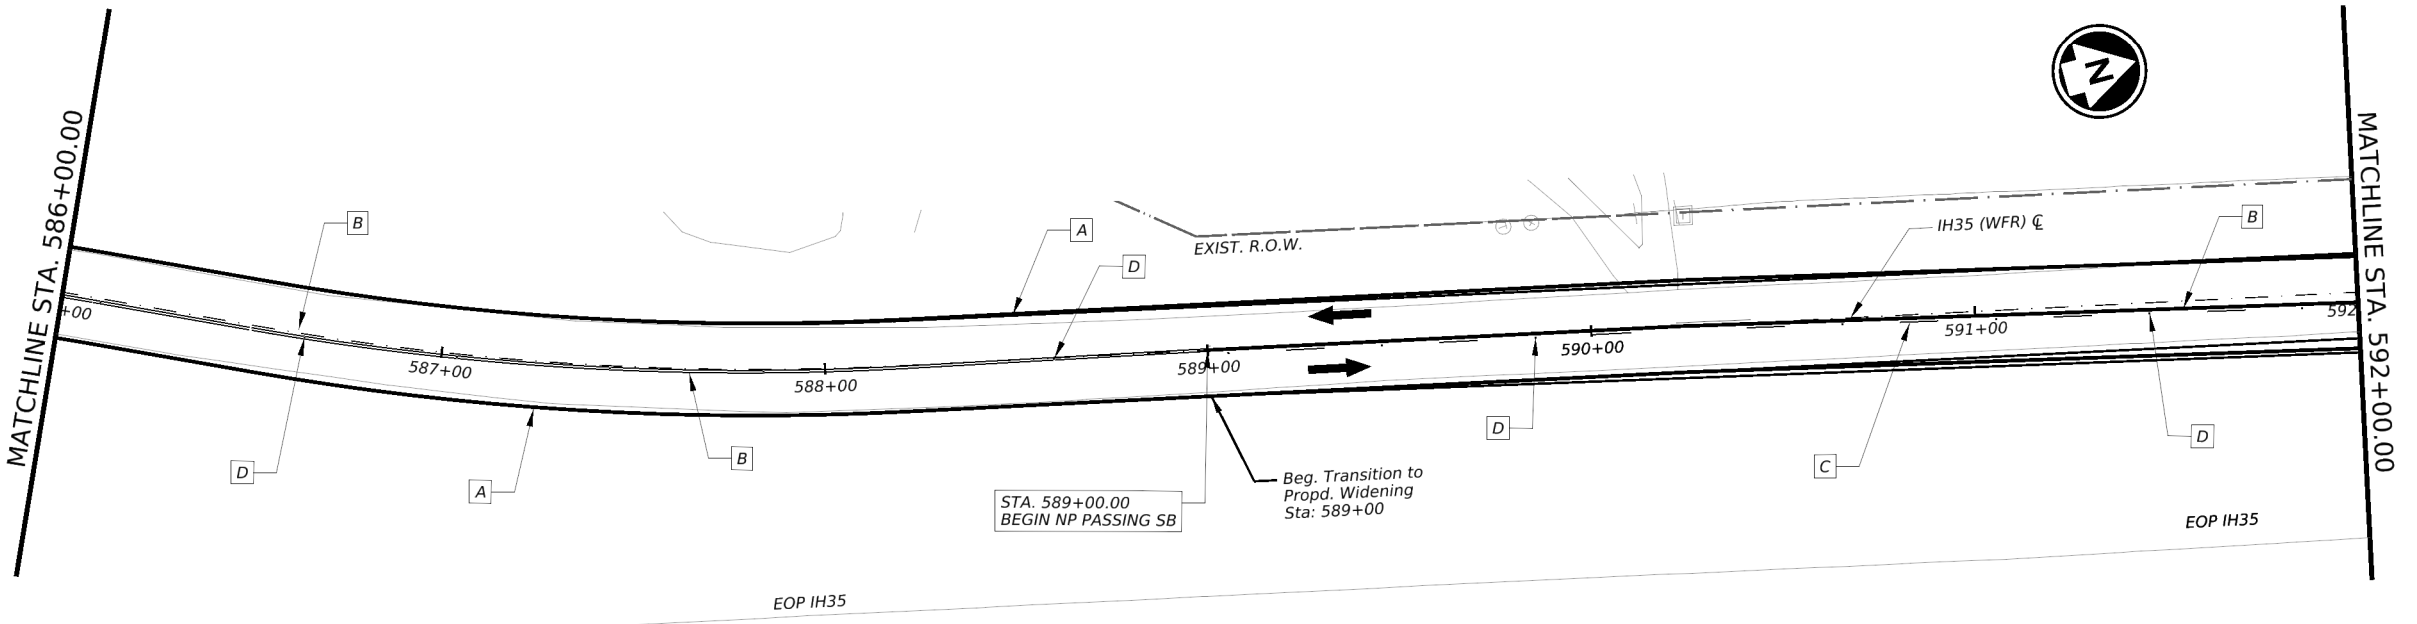 MATCHLINE STA. 586+00.00
+00
B
D
A
587+00
B
588+00
A
D
EXIST. R.O.W.
589+00
STA. 589+00.00
BEGIN NP PASSING SB
Beg. Transition to
Propd. Widening
Sta: 589+00
EOP IH35
D
590+00
IH35 (WFR) ℄
C
591+00
B
D
592
N
EOP IH35
MATCHLINE STA. 592+00.00